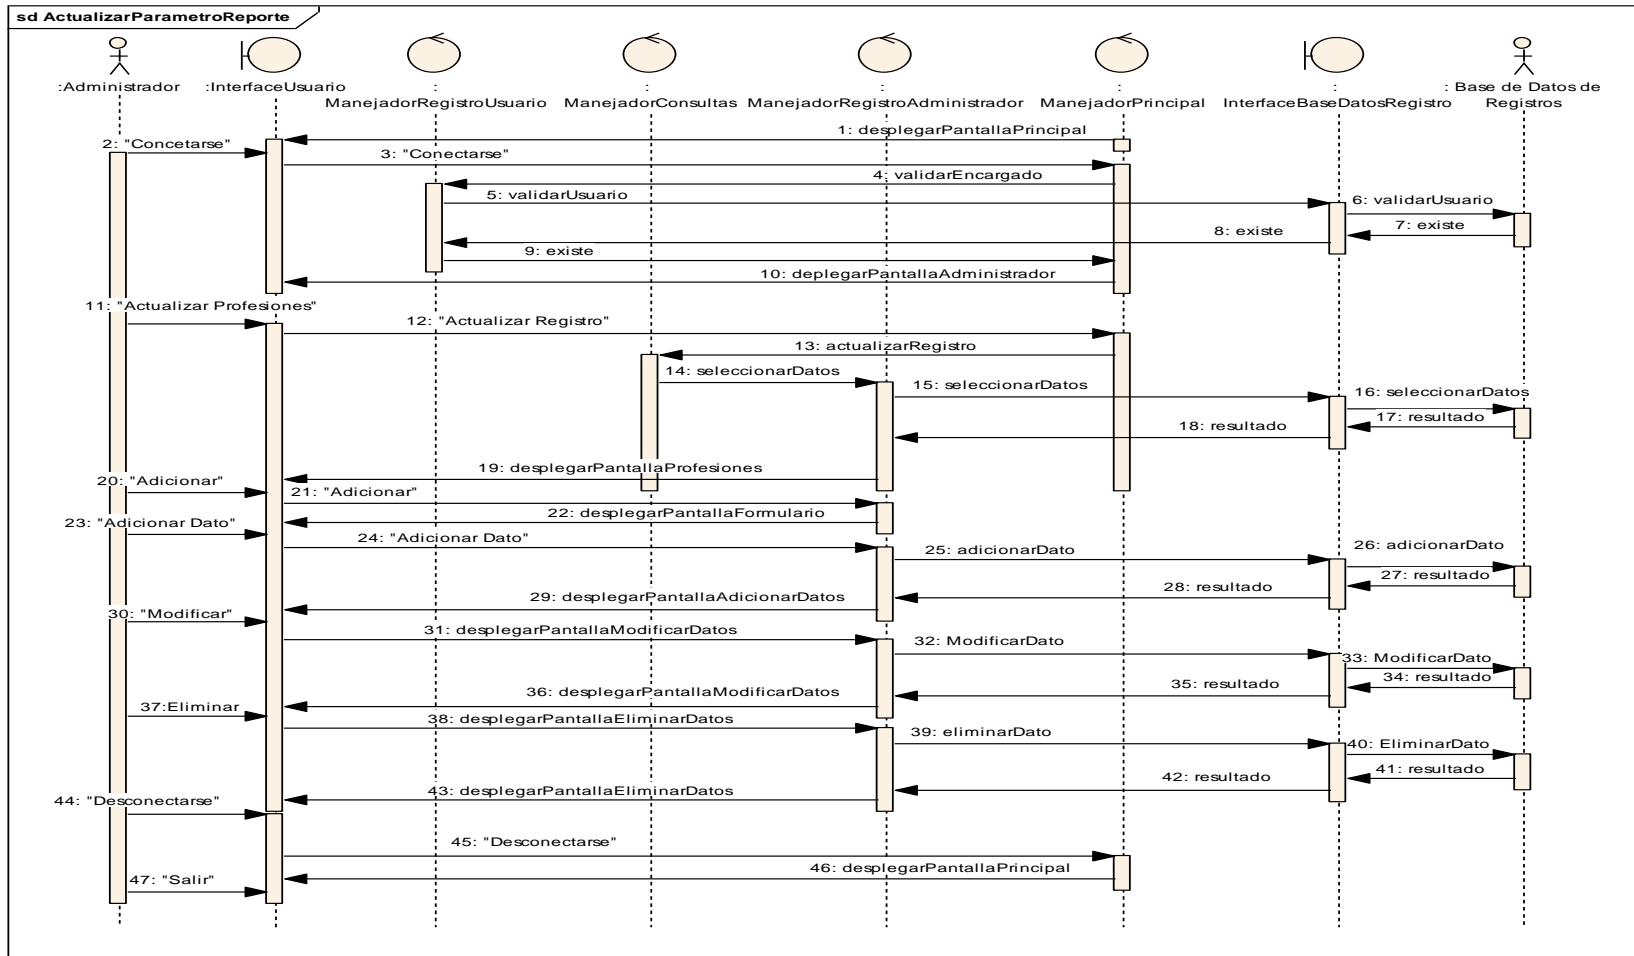 sd ActualizarParametroReporte
:Administrador
:InterfaceUsuario
:
ManejadorRegistroUsuario
:
ManejadorConsultas
:
ManejadorRegistroAdministrador
:
ManejadorPrincipal
:
InterfaceBaseDatosRegistro
: Base de Datos de
Registros
1: desplegarPantallaPrincipal
2: "Concetarse"
3: "Conectarse"
4: validarEncargado
5: validarUsuario
6: validarUsuario
7: existe
8: existe
9: existe
10: deplegarPantallaAdministrador
11: "Actualizar Profesiones"
12: "Actualizar Registro"
13: actualizarRegistro
14: seleccionarDatos
15: seleccionarDatos
16: seleccionarDatos
17: resultado
18: resultado
19: desplegarPantallaProfesiones
20: "Adicionar"
21: "Adicionar"
22: desplegarPantallaFormulario
23: "Adicionar Dato"
24: "Adicionar Dato"
25: adicionarDato
26: adicionarDato
27: resultado
28: resultado
29: desplegarPantallaAdicionarDatos
30: "Modificar"
31: desplegarPantallaModificarDatos
32: ModificarDato
33: ModificarDato
34: resultado
35: resultado
36: desplegarPantallaModificarDatos
37:Eliminar
38: desplegarPantallaEliminarDatos
39: eliminarDato
40: EliminarDato
41: resultado
42: resultado
43: desplegarPantallaEliminarDatos
44: "Desconectarse"
45: "Desconectarse"
46: desplegarPantallaPrincipal
47: "Salir"